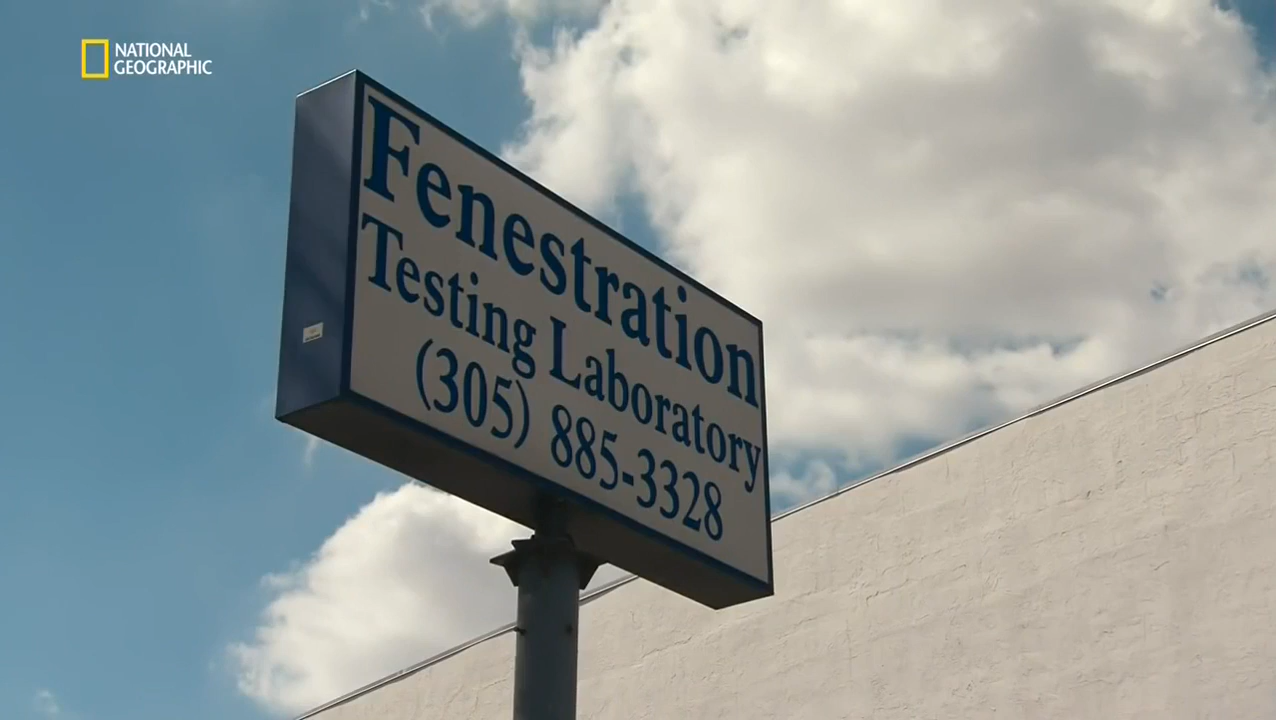 NATIONAL
GEOGRAPHIC
Fenestration
Testing Laboratory
(305) 885-3328